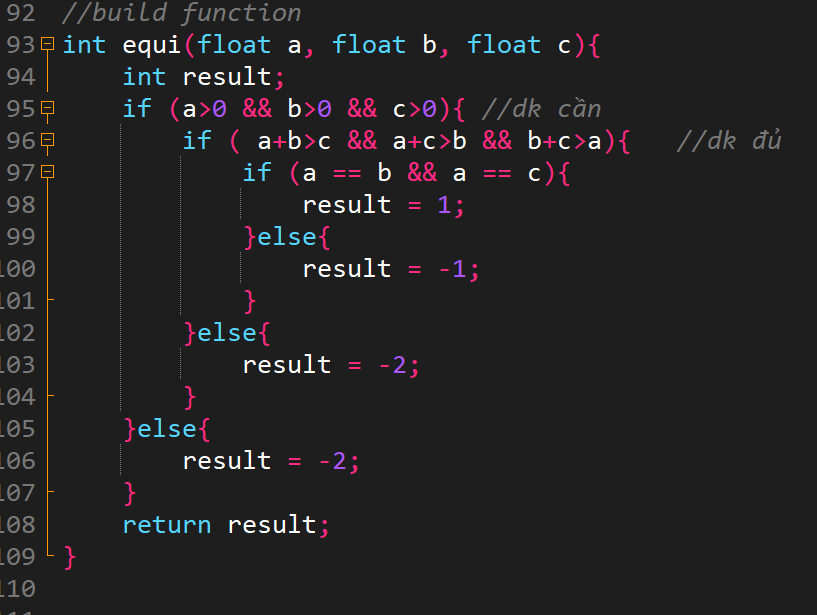 92 //build function
93 int equi(float a, float b, float c){
94 int result;
95 if (a>0 && b>0 && c>0){ //dk cần
96 if ( a+b>c && a+c>b && b+c>a){ //dk đủ
97 if (a == b && a == c){
98 result = 1;
99 }else{
100 result = -1;
101 }
102 }else{
103 result = -2;
104 }
105 }else{
106 result = -2;
107 }
108 return result;
109 }
110